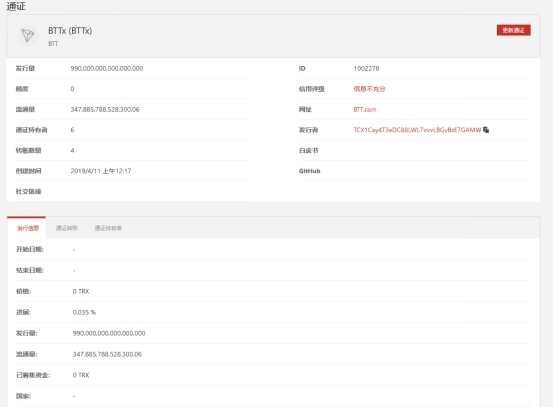 通证
BTTx (BTTx)
BTT
更新通证
发行量 990,000,000,000,000,000
ID 1002278
精度 0
信用评级 信息不充分
流通量 347,885,788,528,300.06
网址 BTT.com
通证持有者 6
发行者
转账数量 4
白皮书 -
创建时间 2019/4/11 上午12:17
GitHub -
社交链接
发行信息 通证转账 通证持有者
开始日期: -
结束日期: -
价格: 0 TRX
进展: 0.035 %
发行量: 990,000,000,000,000,000
流通量: 347,885,788,528,300.06
已筹集资金: 0 TRX
国家: -